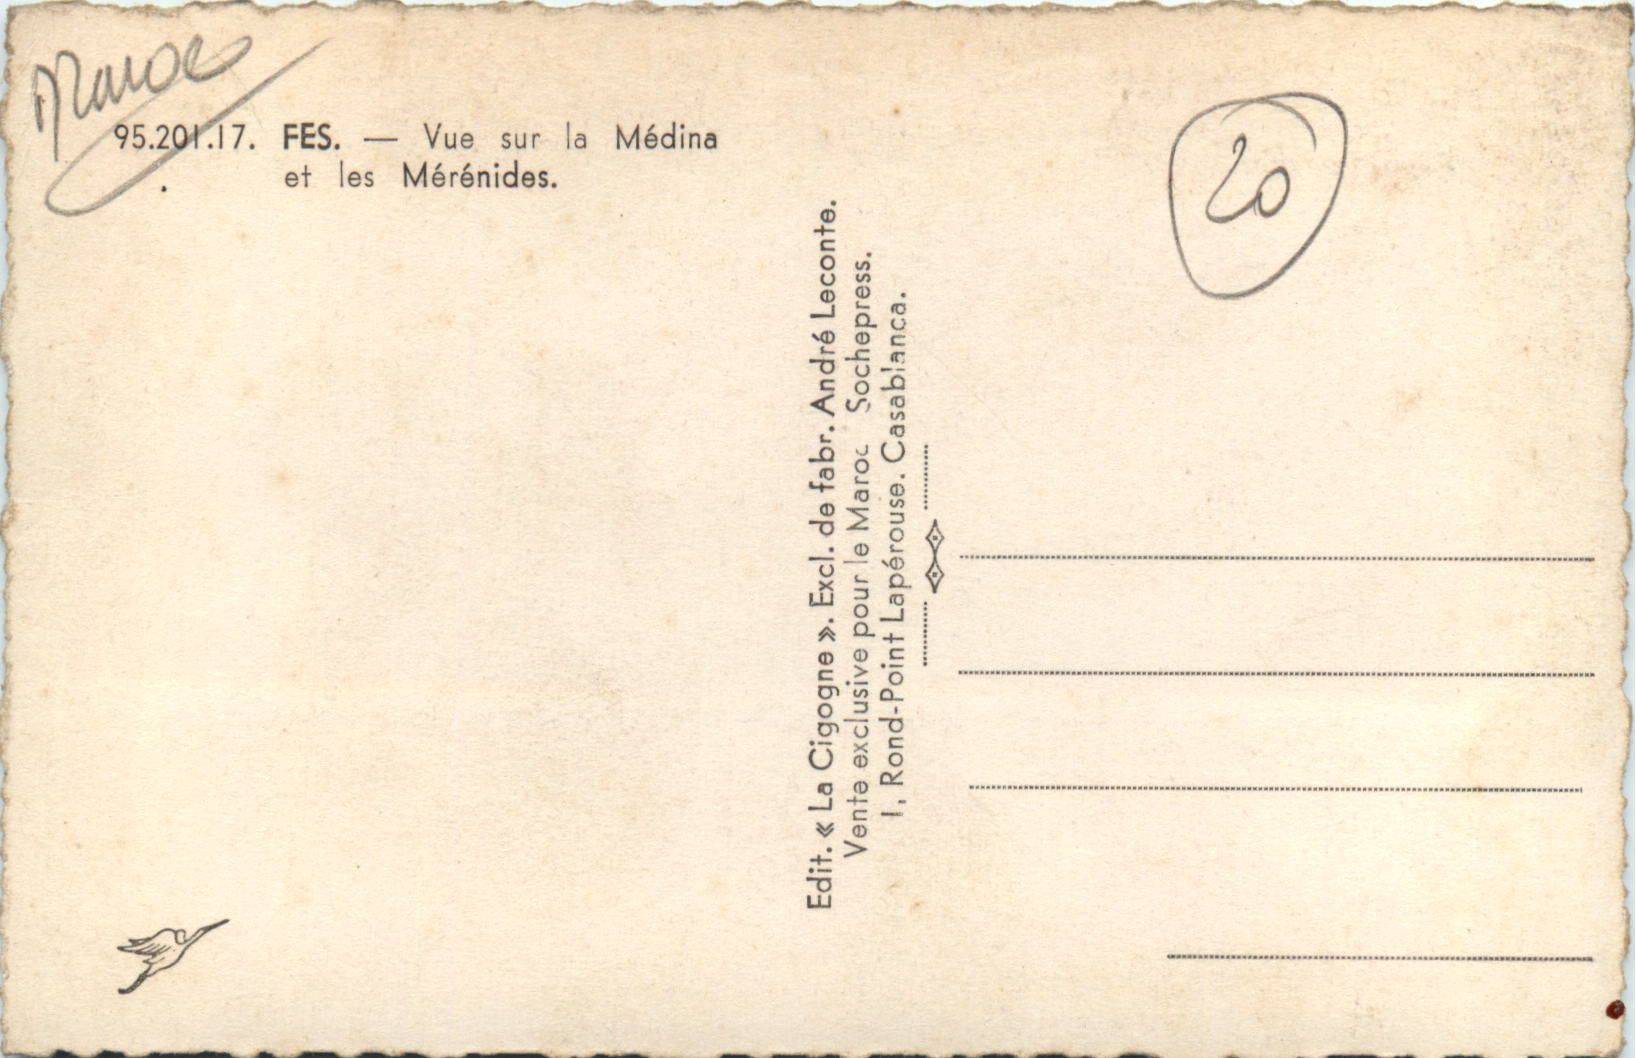 Maroc
95.201.17. FES. — Vue sur la Médina
et les Mérénides.
20
Edit. « La Cigogne ». Excl. de fabr. André Leconte.
Vente exclusive pour le Maroc Sochepress.
1, Rond-Point Lapérouse. Casablanca.